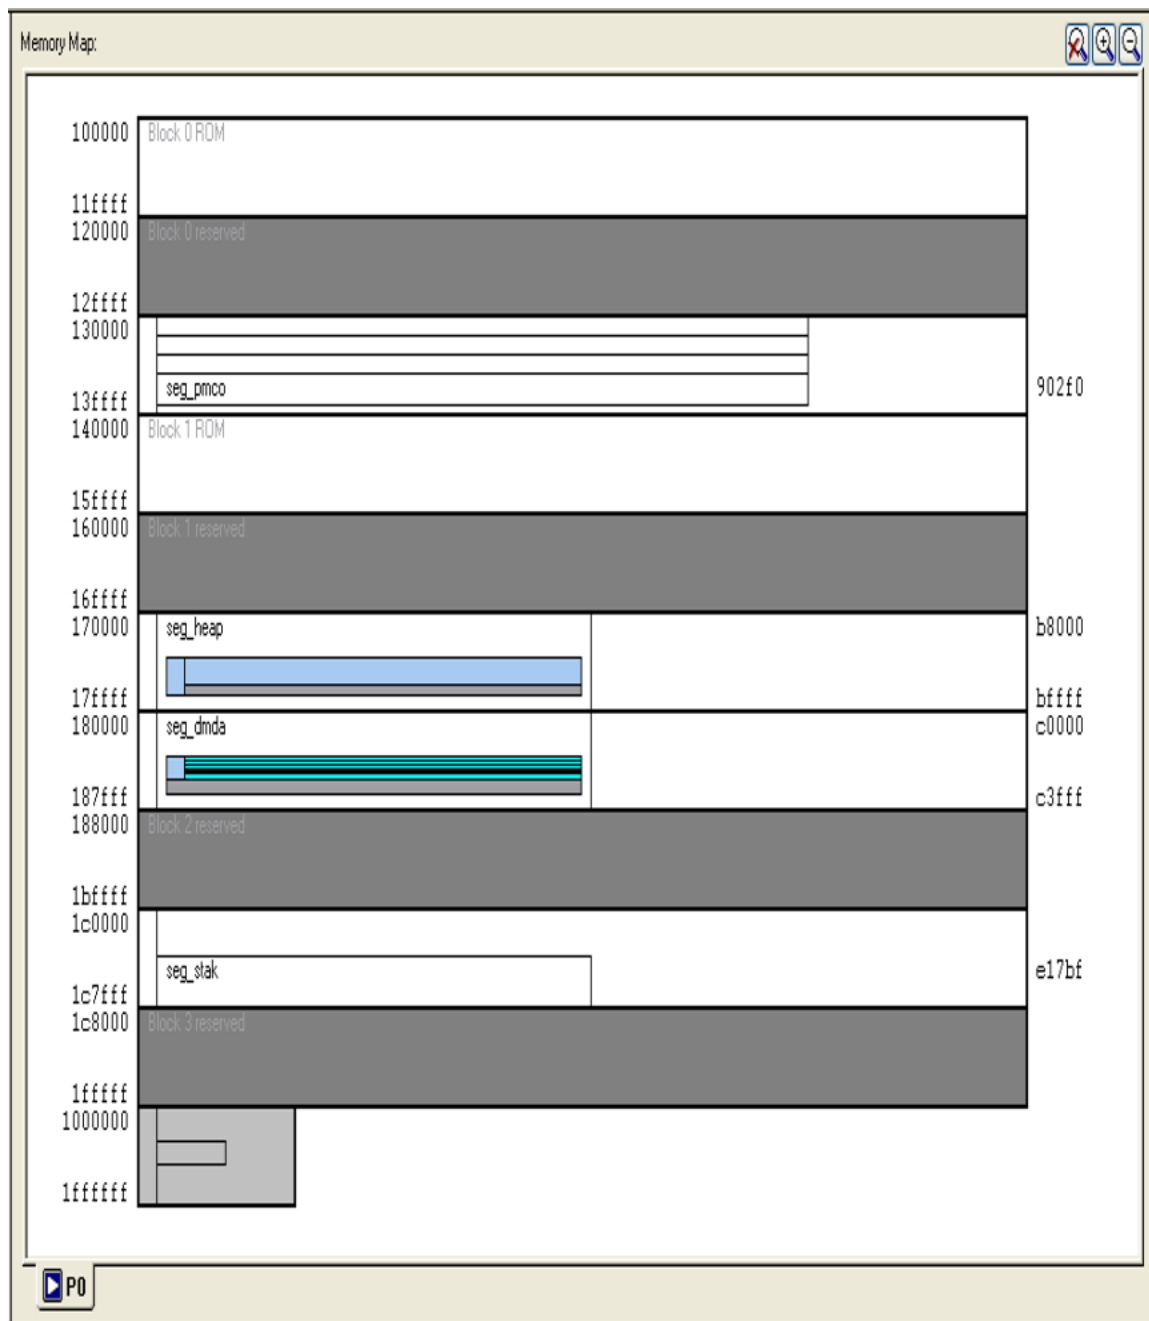 Memory Map:
100000 Block 0 ROM
11ffff
120000 Block 0 reserved
12ffff
130000
seg_pmco 902f0
13ffff
140000 Block 1 ROM
15ffff
160000 Block 1 reserved
16ffff
170000 seg_heap b8000
17ffff bffff
180000 seg_dmda c0000
187fff c3fff
188000 Block 2 reserved
1bffff
1c0000
seg_stak e17bf
1c7fff
1c8000 Block 3 reserved
1fffff
1000000
1ffffff
P0